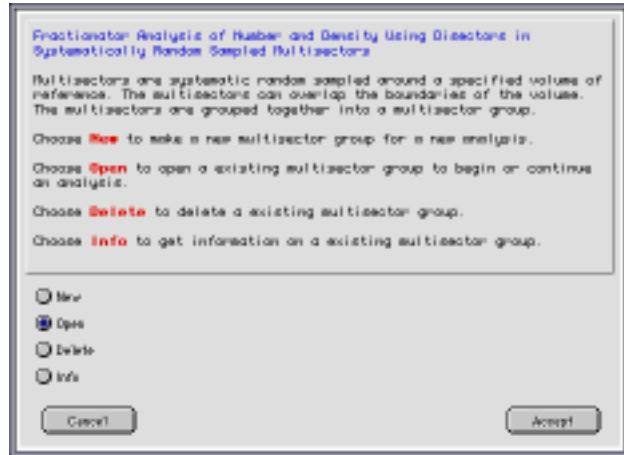 Fractionator Analysis of Number and Density Using Disectors in
Systematically Random Sampled Multisectors
Multisectors are systematic random sampled around a specified volume of
reference. The multisectors can overlap the boundaries of the volume.
The multisectors are grouped together into a multisector group.
Choose New to make a new multisector group for a new analysis.
Choose Open to open a existing multisector group to begin or continue
an analysis.
Choose Delete to delete a existing multisector group.
Choose Info to get information on a existing multisector group.
New
Open
Delete
Info
Cancel
Accept